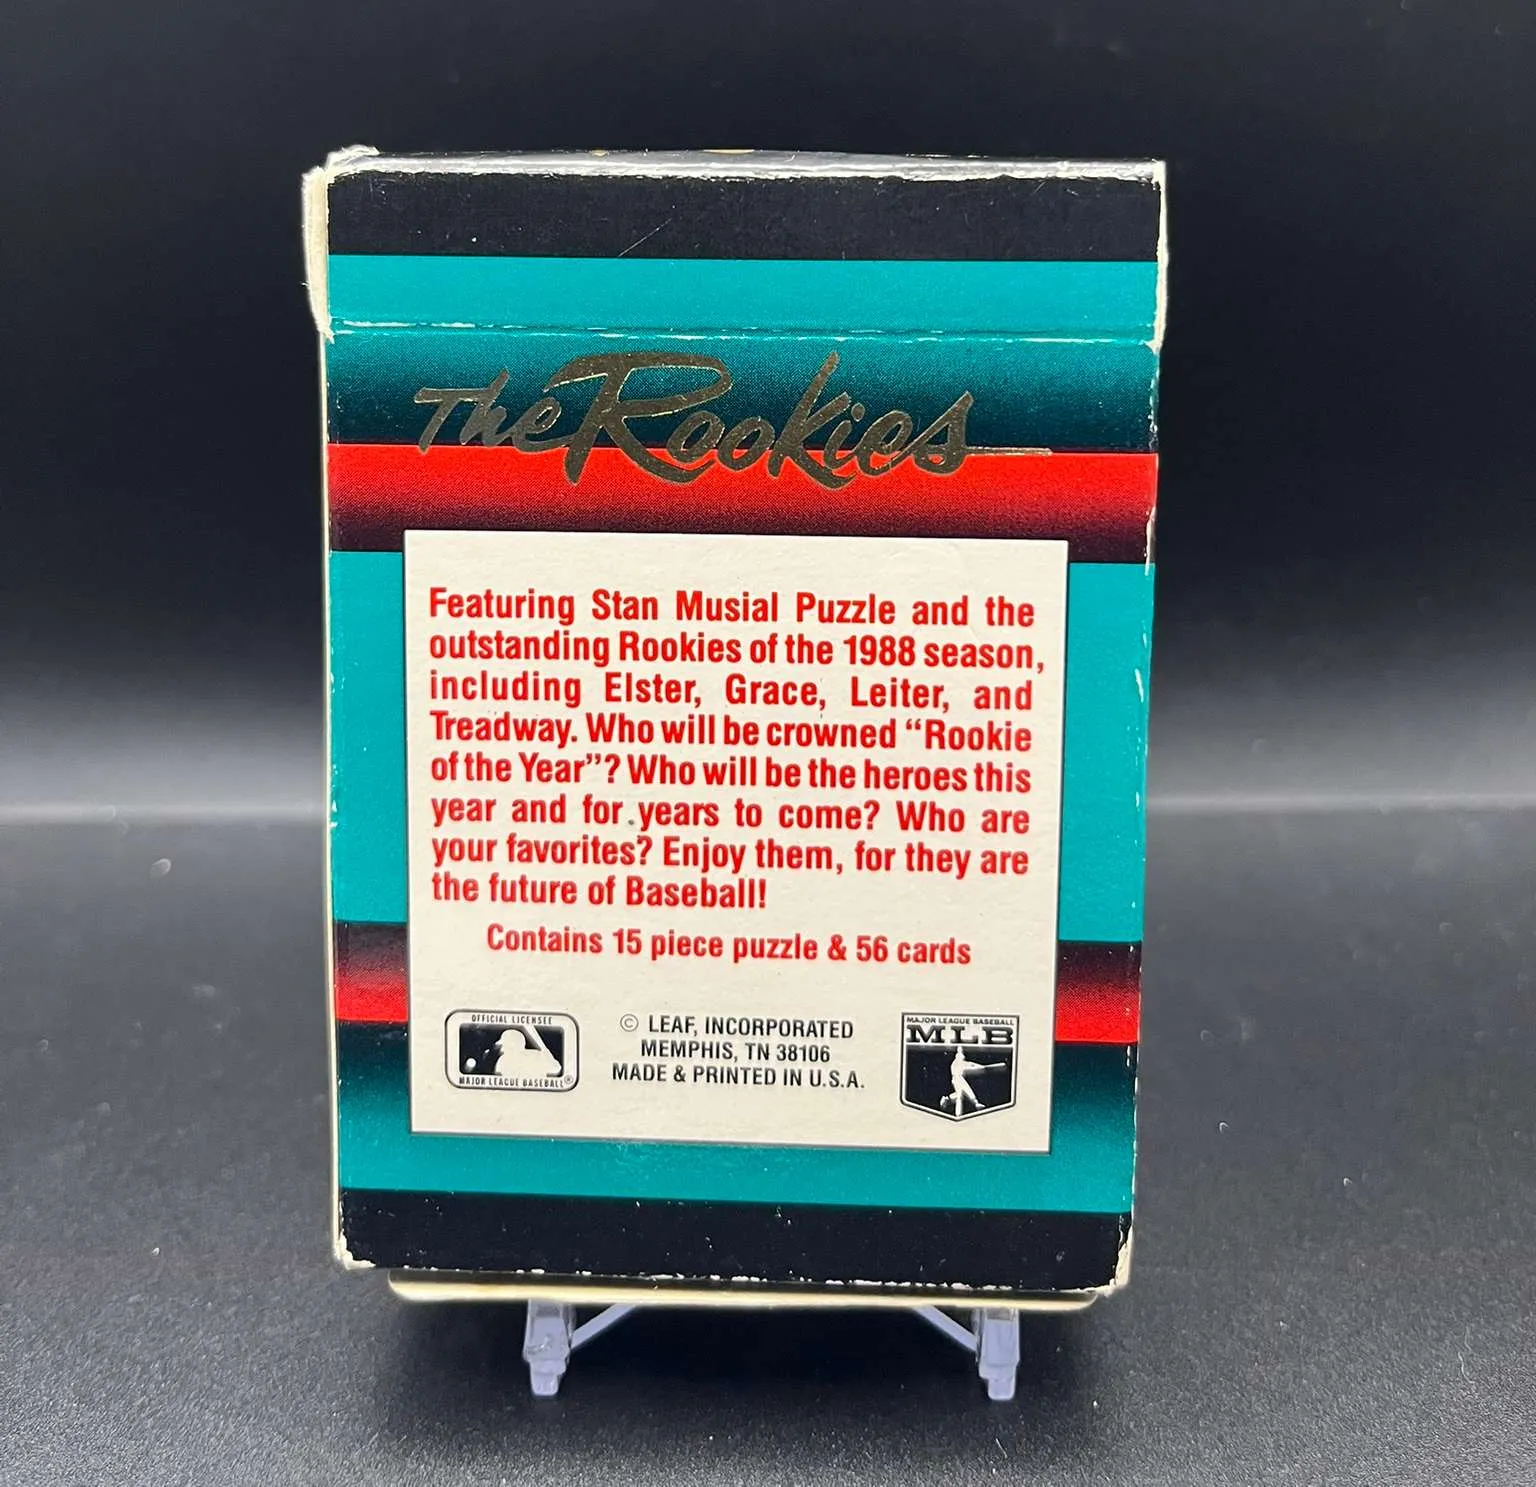 The Rookies
Featuring Stan Musial Puzzle and the
outstanding Rookies of the 1988 season,
including Elster, Grace, Leiter, and
Treadway. Who will be crowned “Rookie
of the Year”? Who will be the heroes this
year and for years to come? Who are
your favorites? Enjoy them, for they are
the future of Baseball!
Contains 15 piece puzzle & 56 cards
OFFICIAL LICENSEE
MAJOR LEAGUE BASEBALL®
© LEAF, INCORPORATED
MEMPHIS, TN 38106
MADE & PRINTED IN U.S.A.
MAJOR LEAGUE BASEBALL
MLB